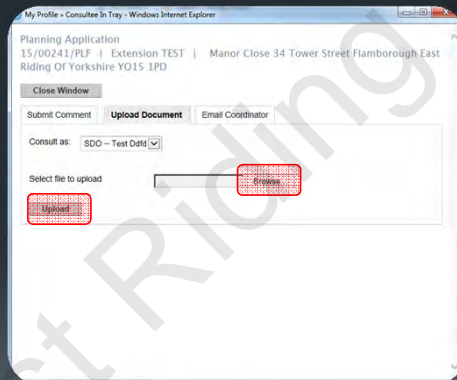 My Profile » Consultee In Tray - Windows Internet Explorer
Planning Application
15/00241/PLF | Extension TEST | Manor Close 34 Tower Street Flamborough East
Riding Of Yorkshire YO15 1PD
Close Window
Submit Comment Upload Document Email Coordinator
Consult as: SDO -- Test Ddfd
Select file to upload Browse...
Upload
st Riding